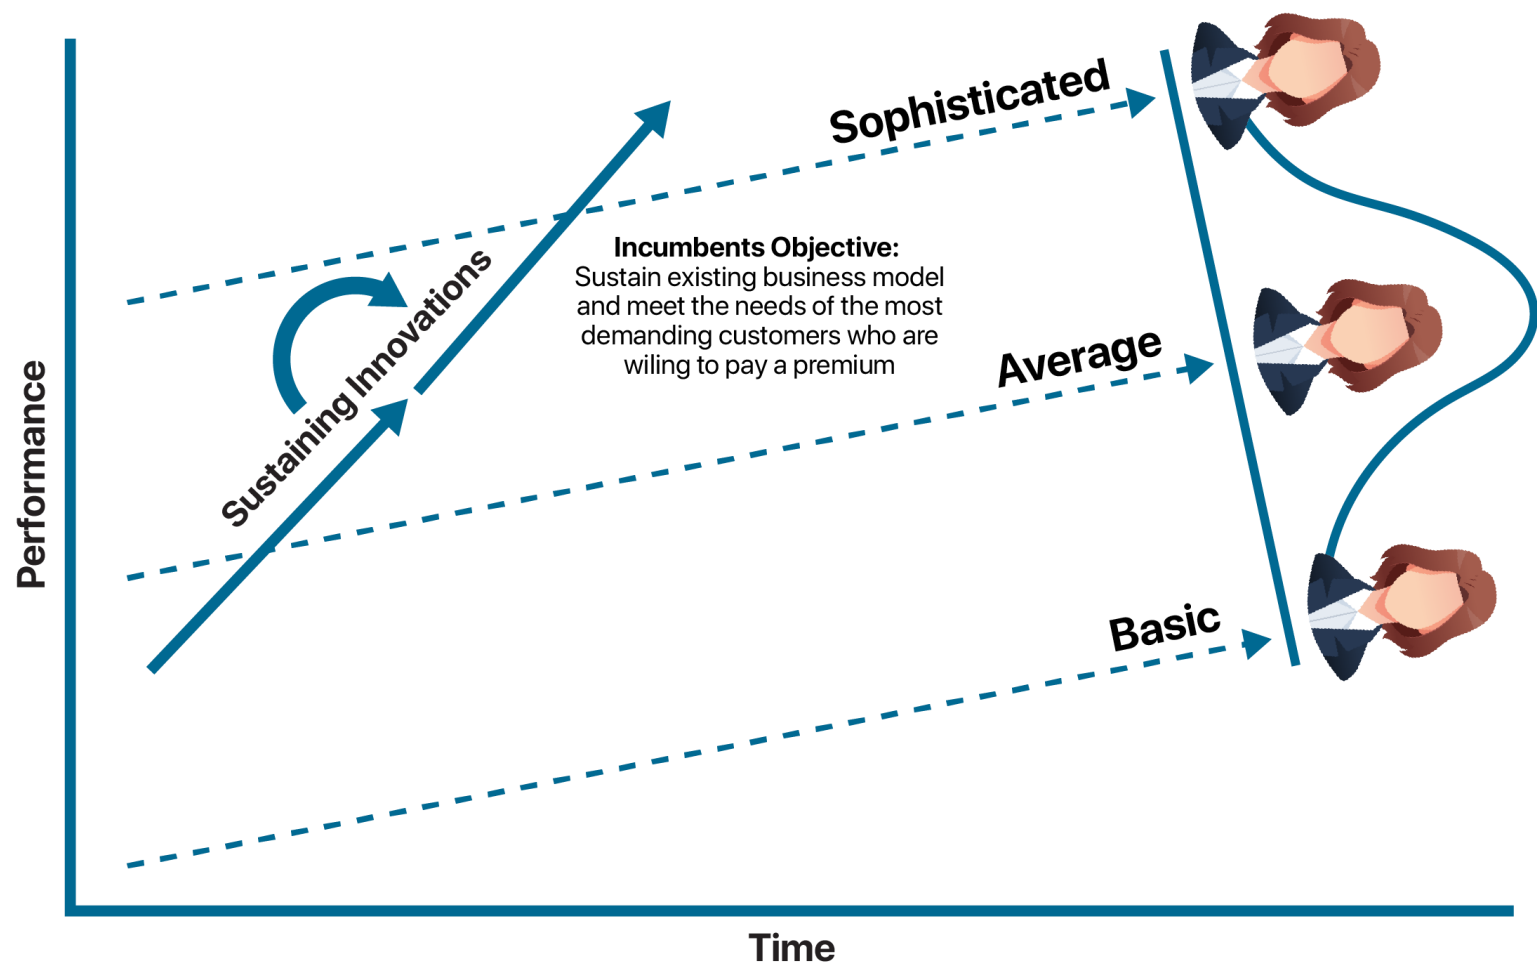 Sophisticated
Sustaining Innovations
Incumbents Objective:
Sustain existing business model
and meet the needs of the most
demanding customers who are
wiling to pay a premium
Average
Performance
Basic
Time